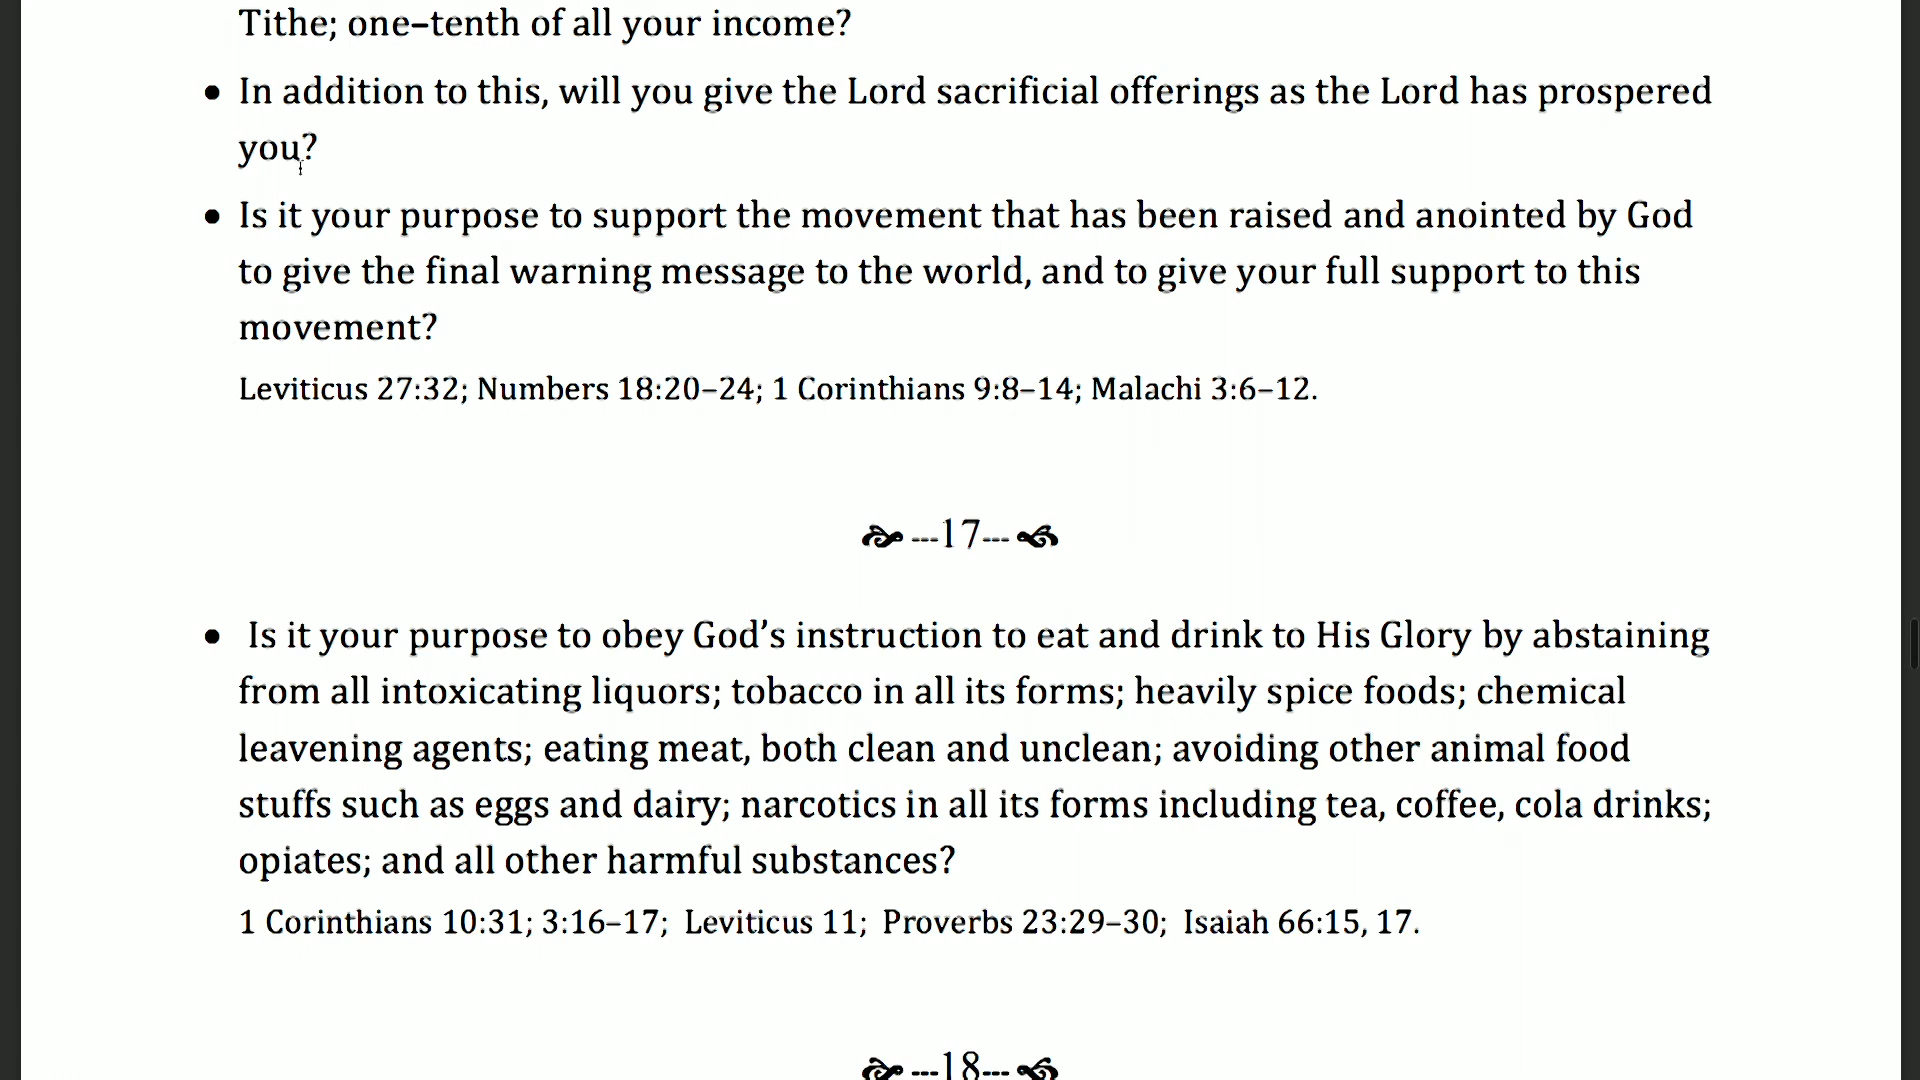 Tithe; one–tenth of all your income?
• In addition to this, will you give the Lord sacrificial offerings as the Lord has prospered
you?
• Is it your purpose to support the movement that has been raised and anointed by God
to give the final warning message to the world, and to give your full support to this
movement?
Leviticus 27:32; Numbers 18:20–24; 1 Corinthians 9:8–14; Malachi 3:6–12.
---17---
• Is it your purpose to obey God’s instruction to eat and drink to His Glory by abstaining
from all intoxicating liquors; tobacco in all its forms; heavily spice foods; chemical
leavening agents; eating meat, both clean and unclean; avoiding other animal food
stuffs such as eggs and dairy; narcotics in all its forms including tea, coffee, cola drinks;
opiates; and all other harmful substances?
1 Corinthians 10:31; 3:16–17; Leviticus 11; Proverbs 23:29–30; Isaiah 66:15, 17.
---18---